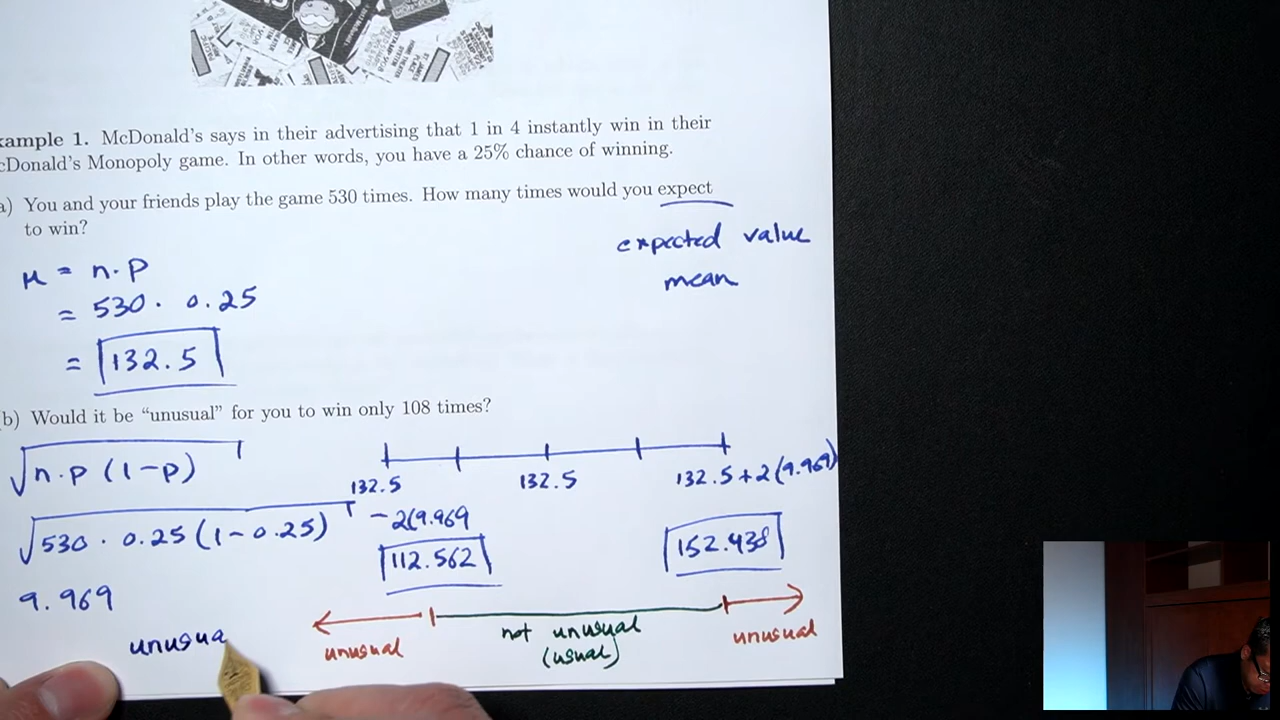 xample 1. McDonald's says in their advertising that 1 in 4 instantly win in their
cDonald's Monopoly game. In other words, you have a 25% chance of winning.
a) You and your friends play the game 530 times. How many times would you expect
to win?
expected value
mean
μ = n·p
= 530 · 0.25
= 132.5
b) Would it be "unusual" for you to win only 108 times?
√n·p (1-p)
√530 · 0.25 (1-0.25)
9.969
132.5 132.5 132.5+2(9.969)
-2(9.969
112.562 152.438
unusual not unusual unusual
(usual)
unusua